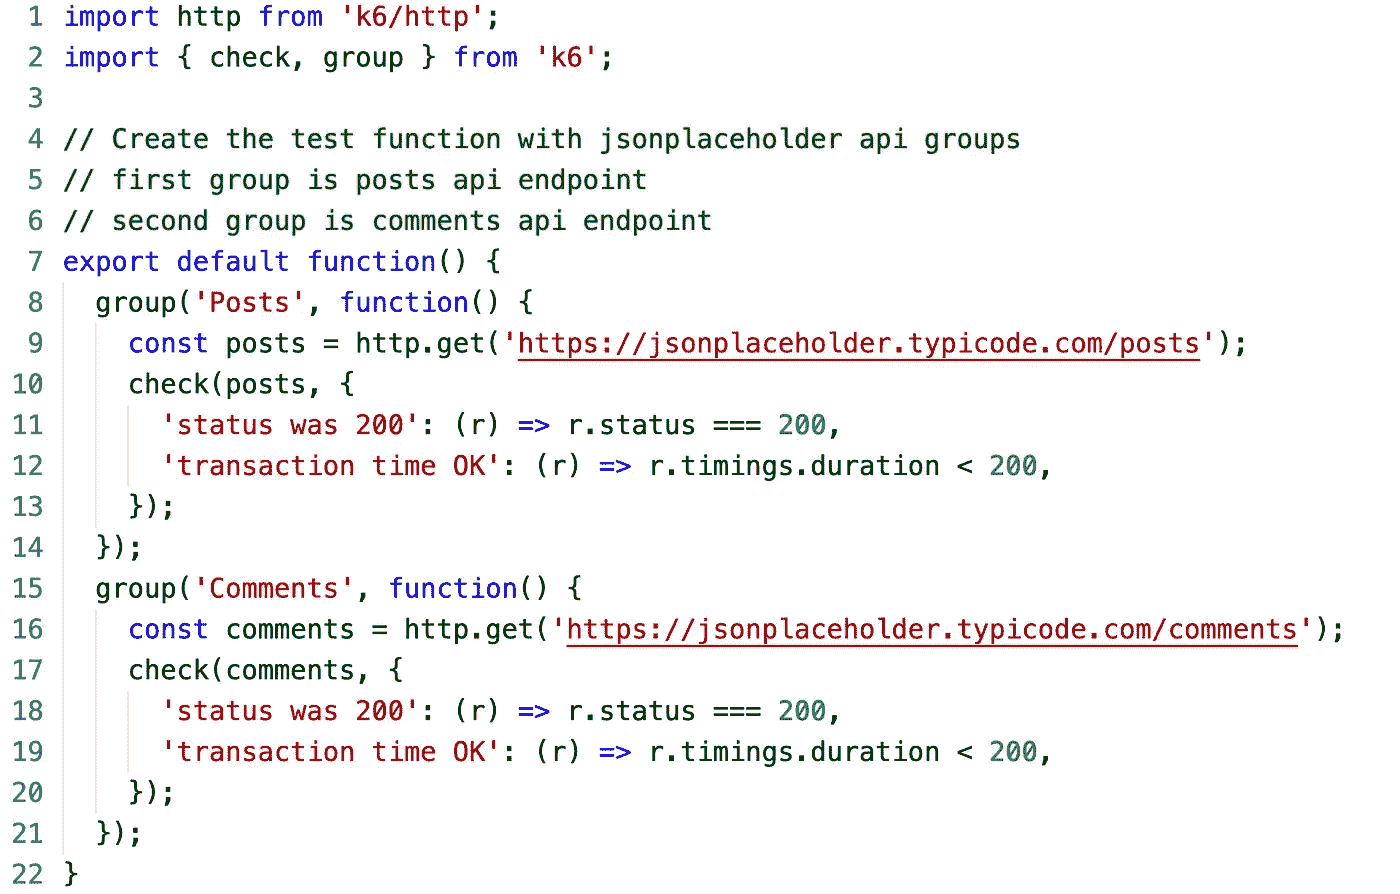 1 import http from 'k6/http';
2 import { check, group } from 'k6';
3
4 // Create the test function with jsonplaceholder api groups
5 // first group is posts api endpoint
6 // second group is comments api endpoint
7 export default function() {
8   group('Posts', function() {
9     const posts = http.get('https://jsonplaceholder.typicode.com/posts');
10     check(posts, {
11       'status was 200': (r) => r.status === 200,
12       'transaction time OK': (r) => r.timings.duration < 200,
13     });
14   });
15   group('Comments', function() {
16     const comments = http.get('https://jsonplaceholder.typicode.com/comments');
17     check(comments, {
18       'status was 200': (r) => r.status === 200,
19       'transaction time OK': (r) => r.timings.duration < 200,
20     });
21   });
22 }